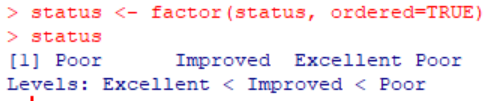 > status <- factor(status, ordered=TRUE)
> status
[1] Poor      Improved  Excellent Poor
Levels: Excellent < Improved < Poor